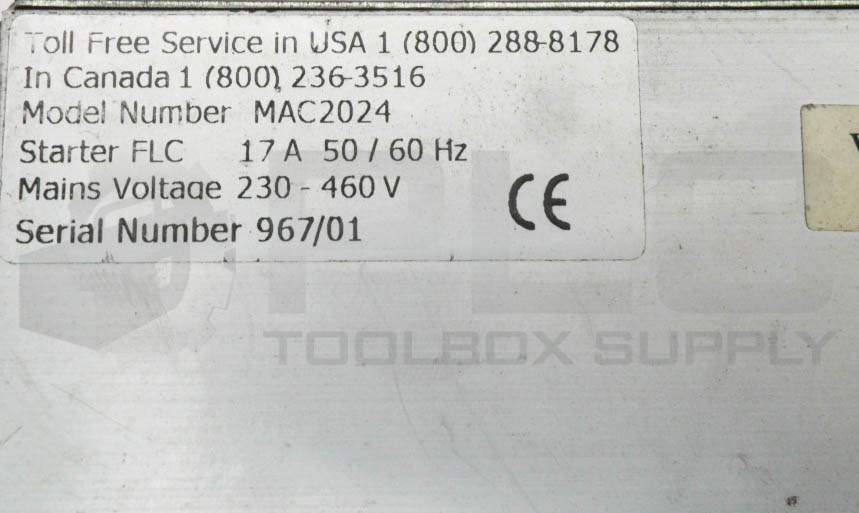 Toll Free Service in USA 1 (800) 288-8178
In Canada 1 (800) 236-3516
Model Number MAC2024
Starter FLC 17 A 50 / 60 Hz
Mains Voltage 230 - 460 V
CE
Serial Number 967/01
PLC
TOOLBOX SUPPLY